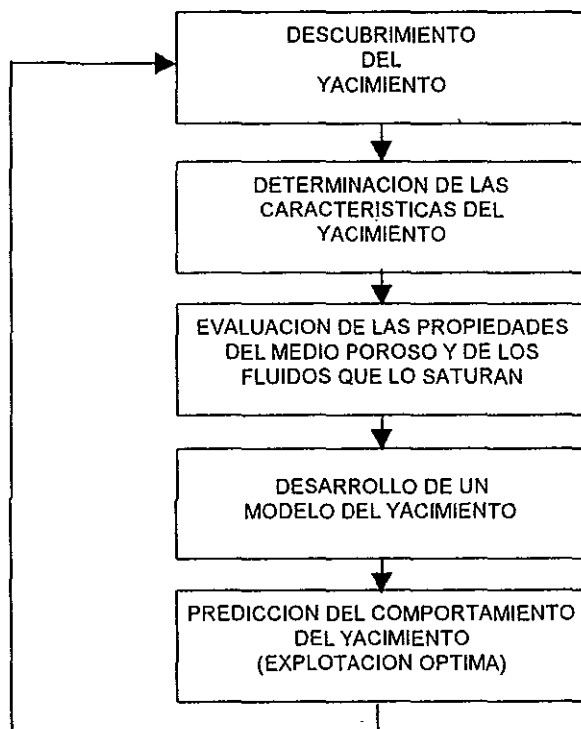 DESCUBRIMIENTO
DEL
YACIMIENTO
DETERMINACION DE LAS
CARACTERISTICAS DEL
YACIMIENTO
EVALUACION DE LAS PROPIEDADES
DEL MEDIO POROSO Y DE LOS
FLUIDOS QUE LO SATURAN
DESARROLLO DE UN
MODELO DEL YACIMIENTO
PREDICCION DEL COMPORTAMIENTO
DEL YACIMIENTO
(EXPLOTACION OPTIMA)